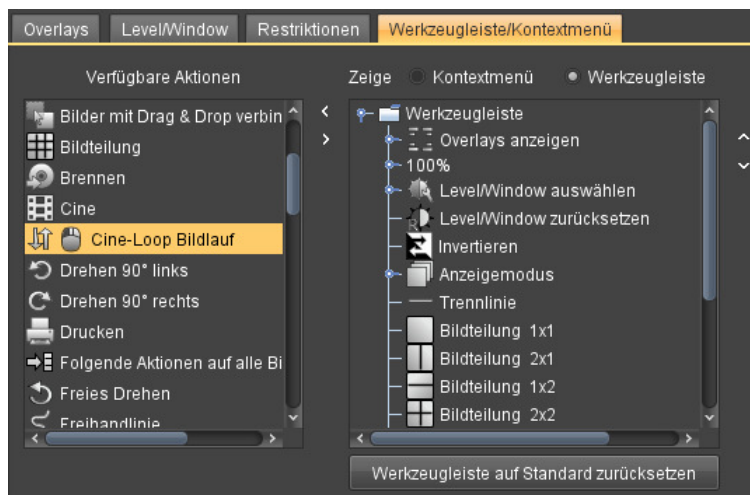 Overlays Level/Window Restriktionen Werkzeugleiste/Kontextmenü
Verfügbare Aktionen
Bilder mit Drag & Drop verbin
Bildteilung
Brennen
Cine
Cine-Loop Bildlauf
Drehen 90° links
Drehen 90° rechts
Drucken
Folgende Aktionen auf alle Bi
Freies Drehen
Freihandlinie
Zeige Kontextmenü Werkzeugleiste
Werkzeugleiste
Overlays anzeigen
100%
Level/Window auswählen
Level/Window zurücksetzen
Invertieren
Anzeigemodus
Trennlinie
Bildteilung 1x1
Bildteilung 2x1
Bildteilung 1x2
Bildteilung 2x2
Werkzeugleiste auf Standard zurücksetzen